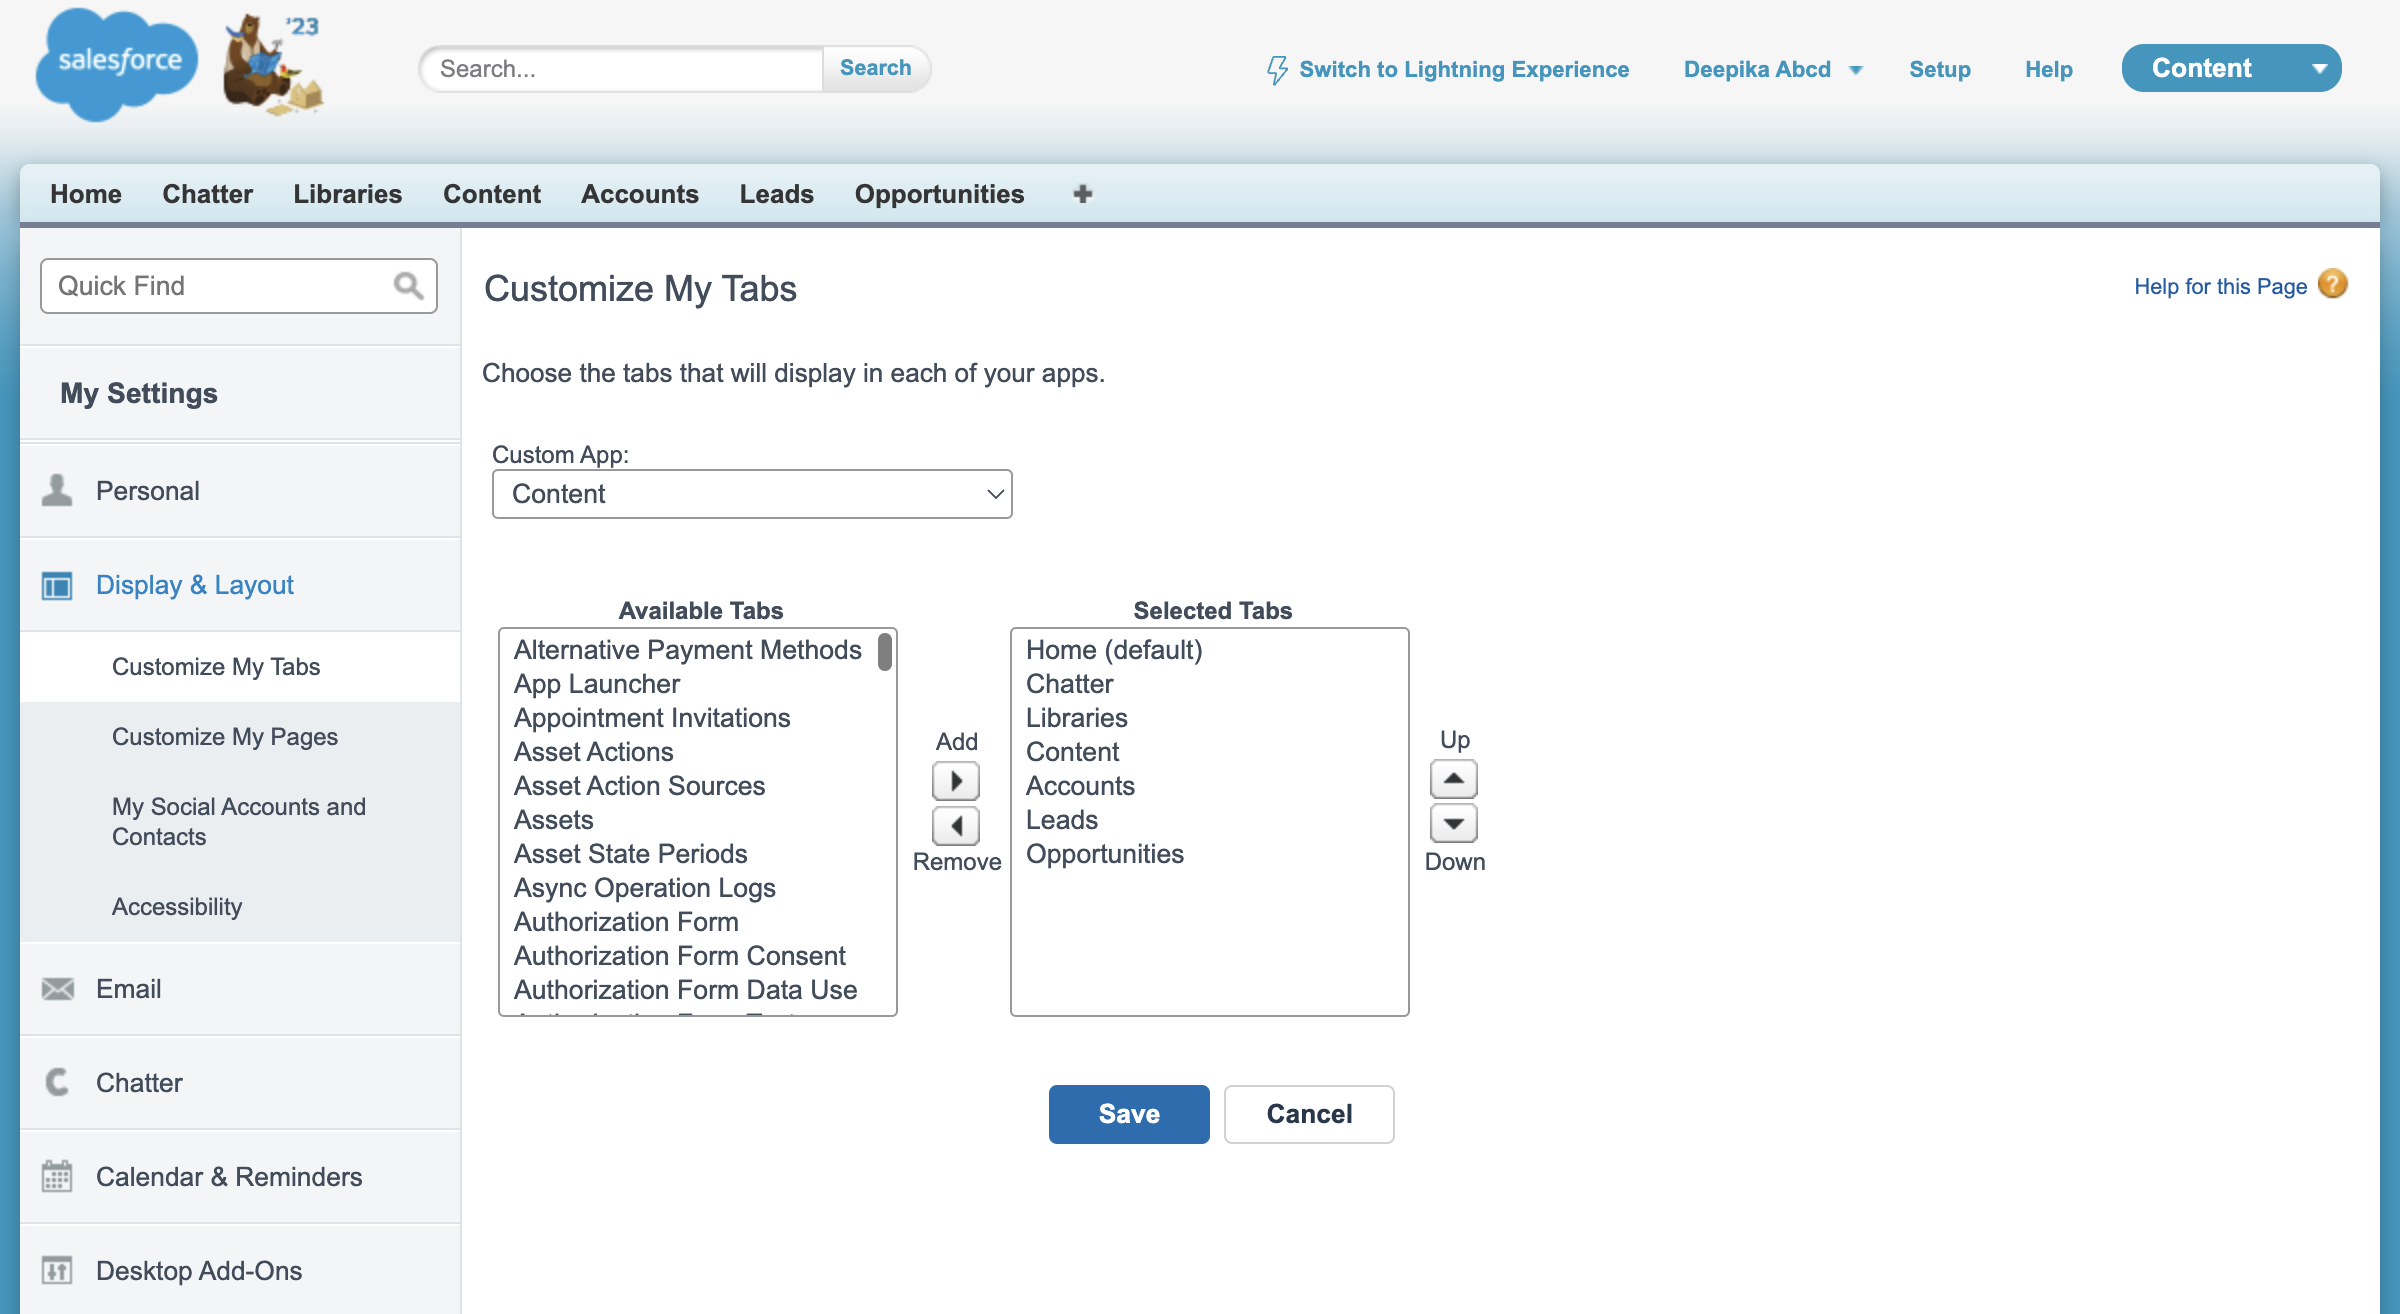 salesforce
'23
Search...
Search
Switch to Lightning Experience
Deepika Abcd
Setup
Help
Content
Home
Chatter
Libraries
Content
Accounts
Leads
Opportunities
Quick Find
My Settings
Personal
Display & Layout
Customize My Tabs
Customize My Pages
My Social Accounts and
Contacts
Accessibility
Email
Chatter
Calendar & Reminders
Desktop Add-Ons
Customize My Tabs
Help for this Page
Choose the tabs that will display in each of your apps.
Custom App:
Content
Available Tabs
Alternative Payment Methods
App Launcher
Appointment Invitations
Asset Actions
Asset Action Sources
Assets
Asset State Periods
Async Operation Logs
Authorization Form
Authorization Form Consent
Authorization Form Data Use
Add
Remove
Selected Tabs
Home (default)
Chatter
Libraries
Content
Accounts
Leads
Opportunities
Up
Down
Save
Cancel